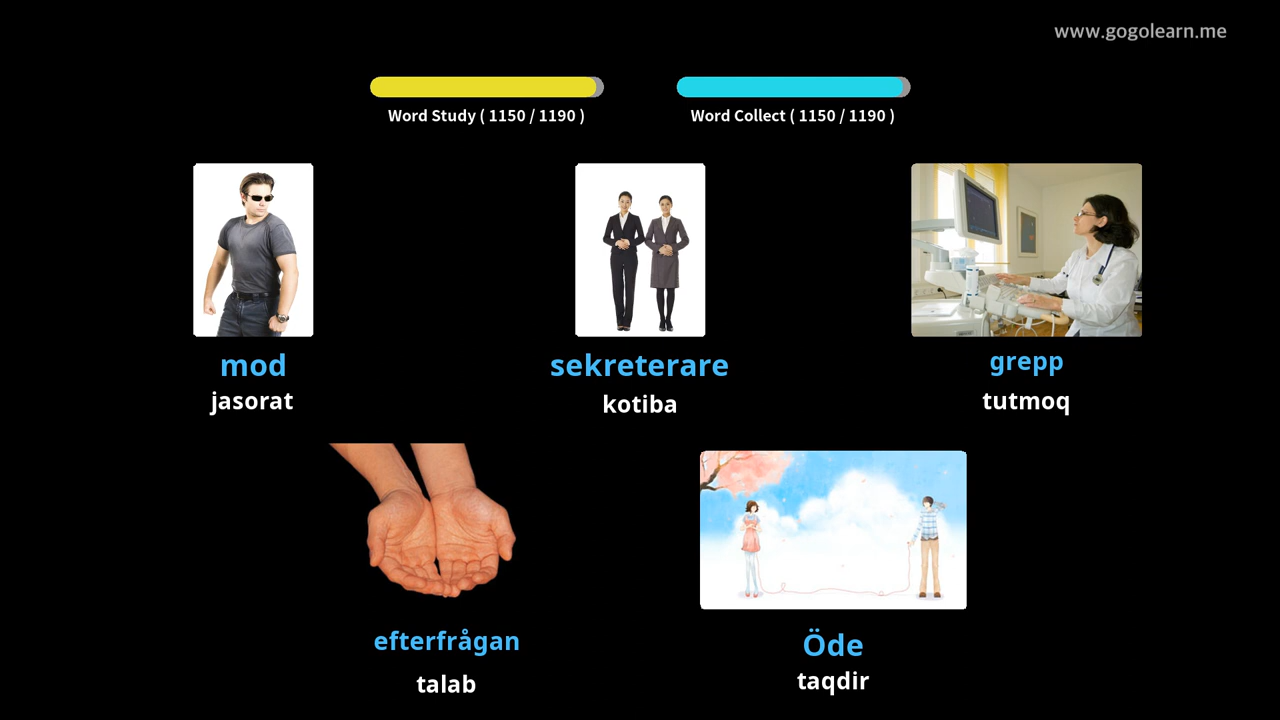 www.gogolearn.me
Word Study ( 1150 / 1190 )
Word Collect ( 1150 / 1190 )
mod
jasorat
sekreterare
kotiba
grepp
tutmoq
efterfrågan
talab
Öde
taqdir